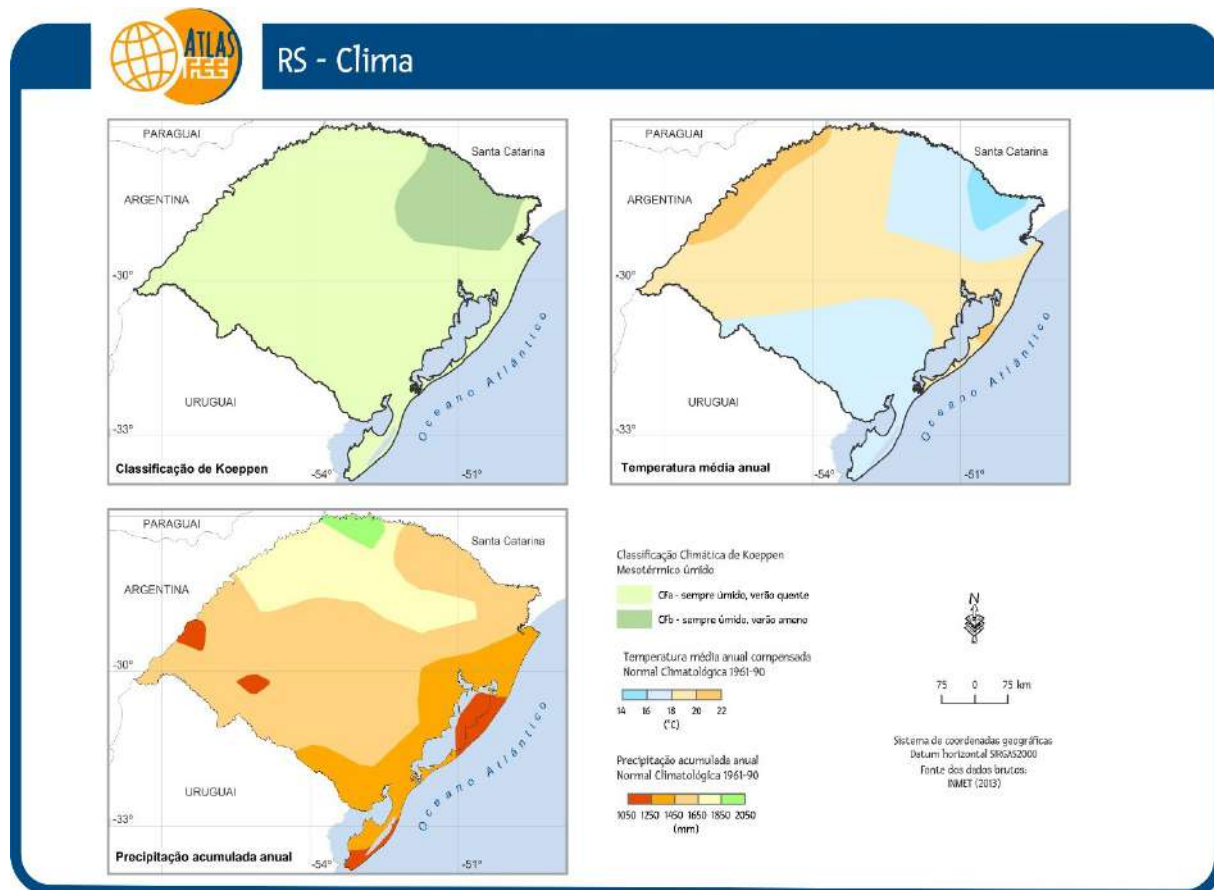 ATLAS
FEE
RS - Clima
PARAGUAI
Santa Catarina
ARGENTINA
-30°
URUGUAI
Oceano Atlântico
-33°
Classificação de Koeppen
-54°
-51°
PARAGUAI
Santa Catarina
ARGENTINA
-30°
URUGUAI
Oceano Atlântico
-33°
Temperatura média anual
-54°
-51°
PARAGUAI
Santa Catarina
ARGENTINA
-30°
URUGUAI
Oceano Atlântico
-33°
Precipitação acumulada anual
-54°
-51°
Classificação Climática de Koeppen
Mesotérmico úmido
CFa - sempre úmido, verão quente
CFb - sempre úmido, verão ameno
Temperatura média anual compensada
Normal Climatológica 1961-90
14 16 18 20 22
(°C)
Precipitação acumulada anual
Normal Climatológica 1961-90
1050 1250 1450 1650 1850 2050
(mm)
N
75 0 75 km
Sistema de coordenadas geográficas
Datum horizontal SIRGAS2000
Fonte dos dados brutos:
INMET (2013)